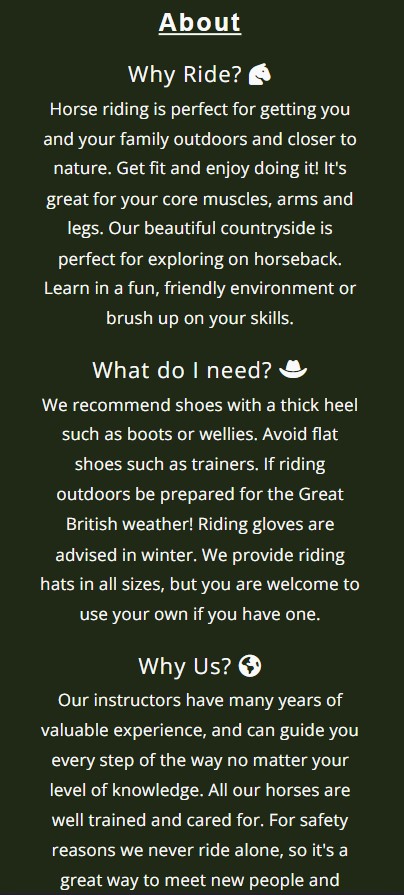 About
Why Ride?
Horse riding is perfect for getting you
and your family outdoors and closer to
nature. Get fit and enjoy doing it! It's
great for your core muscles, arms and
legs. Our beautiful countryside is
perfect for exploring on horseback.
Learn in a fun, friendly environment or
brush up on your skills.
What do I need?
We recommend shoes with a thick heel
such as boots or wellies. Avoid flat
shoes such as trainers. If riding
outdoors be prepared for the Great
British weather! Riding gloves are
advised in winter. We provide riding
hats in all sizes, but you are welcome to
use your own if you have one.
Why Us?
Our instructors have many years of
valuable experience, and can guide you
every step of the way no matter your
level of knowledge. All our horses are
well trained and cared for. For safety
reasons we never ride alone, so it's a
great way to meet new people and